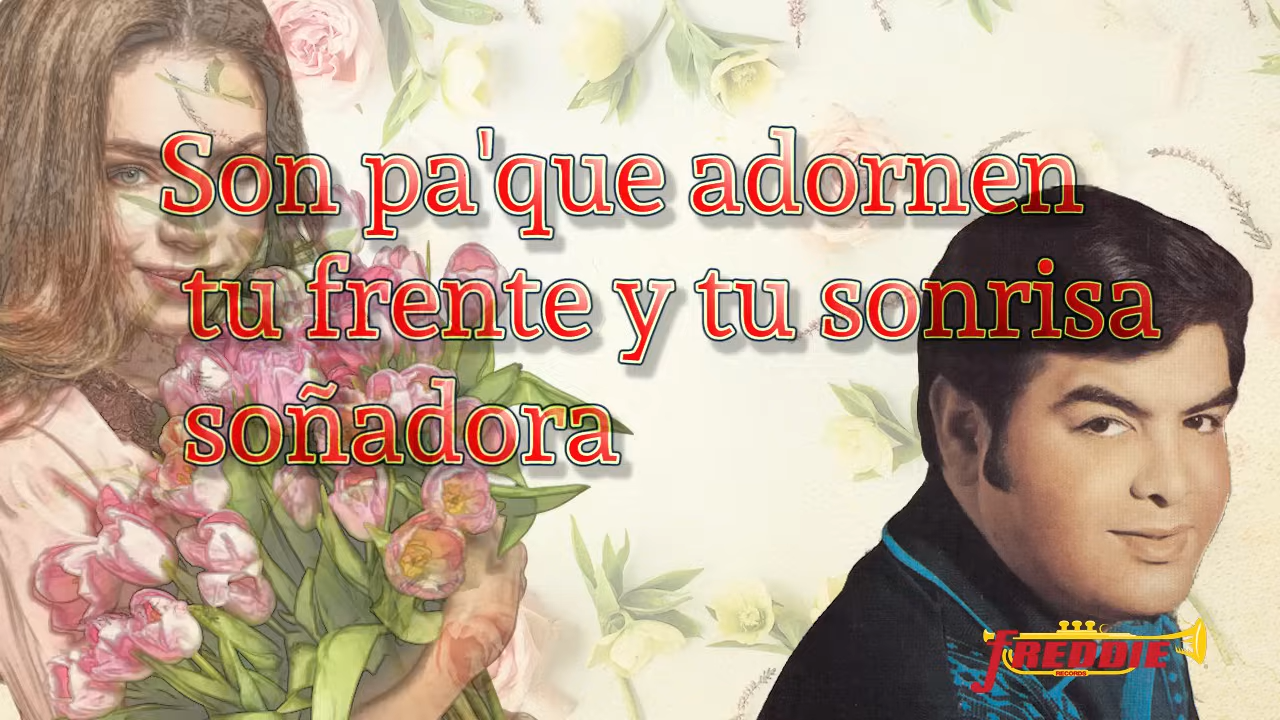 Son pa'que adornen
tu frente y tu sonrisa
soñadora
FREDDIE
RECORDS